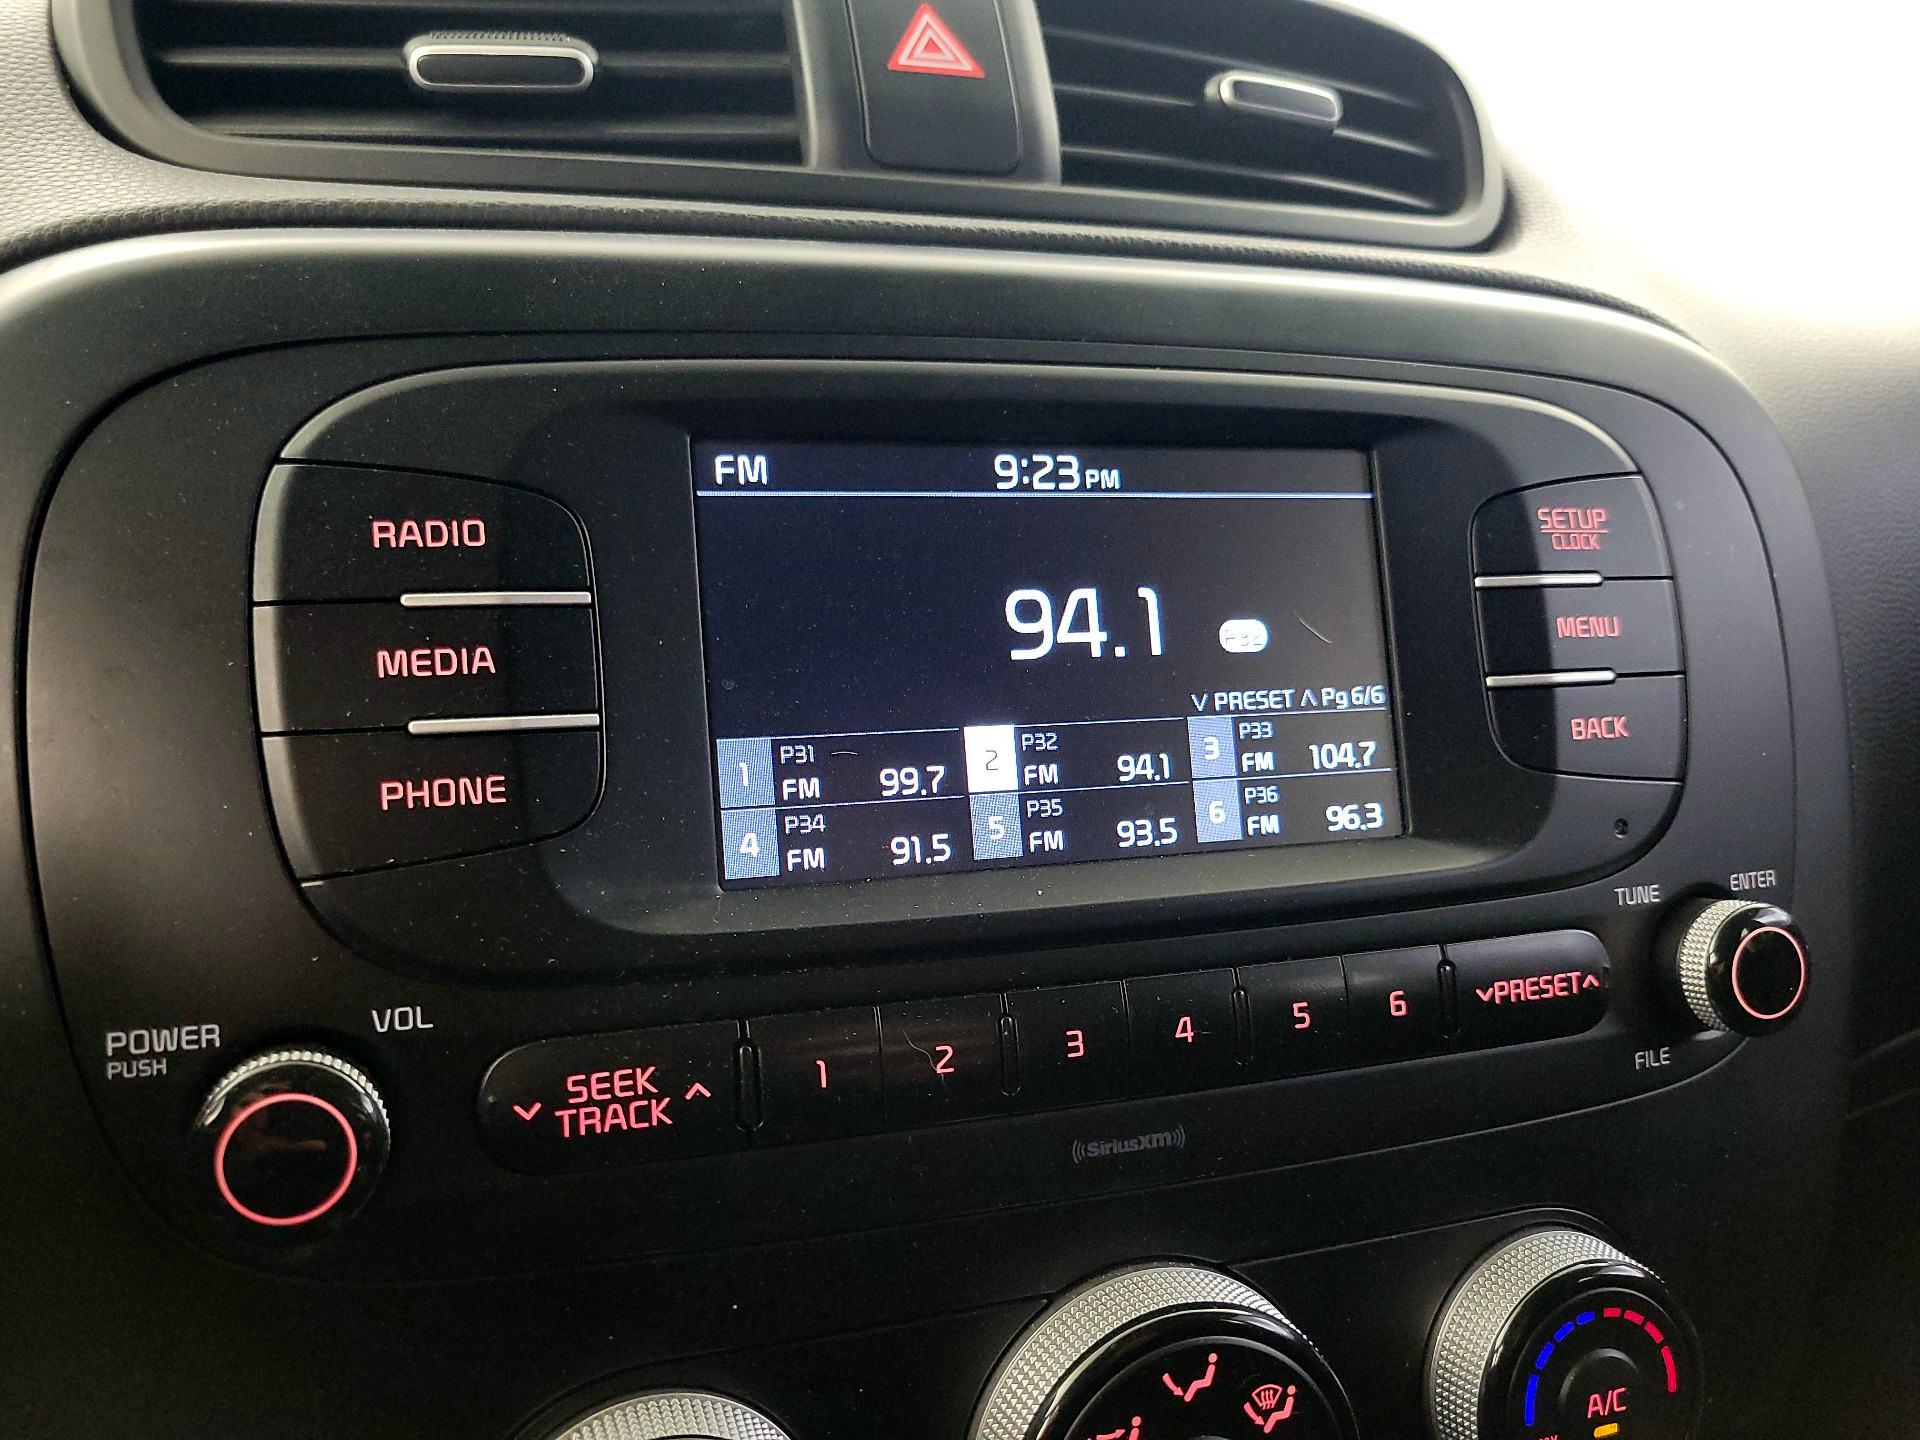 FM 9:23 PM
RADIO
SETUP
CLOCK
94.1 P32
MEDIA
MENU
∨ PRESET ∧ Pg 6/6
BACK
1 P31 FM 99.7
2 P32 FM 94.1
3 P33 FM 104.7
PHONE
4 P34 FM 91.5
5 P35 FM 93.5
6 P36 FM 96.3
TUNE
ENTER
POWER
PUSH
VOL
∨ SEEK ∧
TRACK
1 2 3 4 5 6
∨PRESET∧
FILE
SiriusXM
A/C